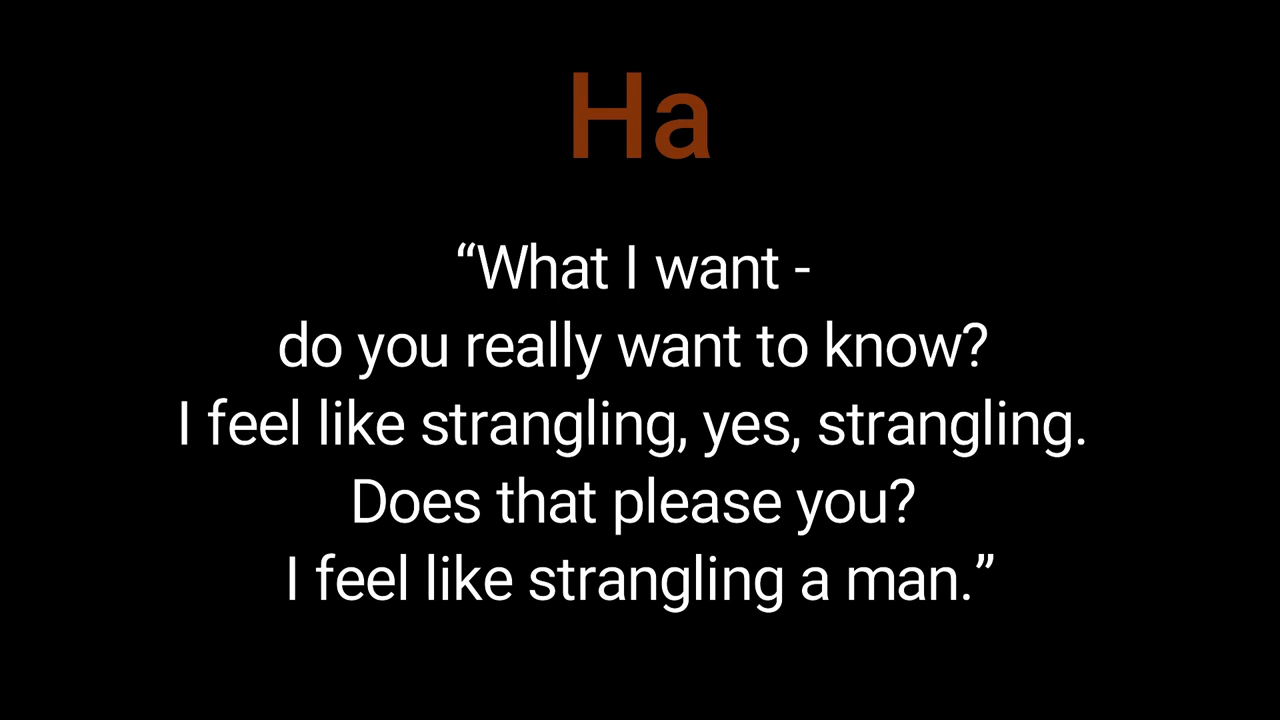 Ha
“What I want -
do you really want to know?
I feel like strangling, yes, strangling.
Does that please you?
I feel like strangling a man.”